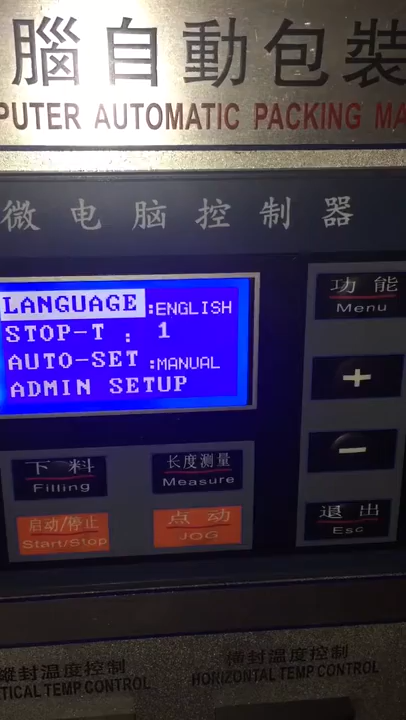 腦自動包裝
PUTER AUTOMATIC PACKING MA
微电脑控制器
LANGUAGE :ENGLISH
STOP-T : 1
AUTO-SET :MANUAL
ADMIN SETUP
功能
Menu
+
−
下料
Filling
长度测量
Measure
退出
Esc
启动/停止
Start/Stop
点动
JOG
縱封温度控制
TICAL TEMP.CONTROL
橫封温度控制
HORIZONTAL TEMP CONTROL